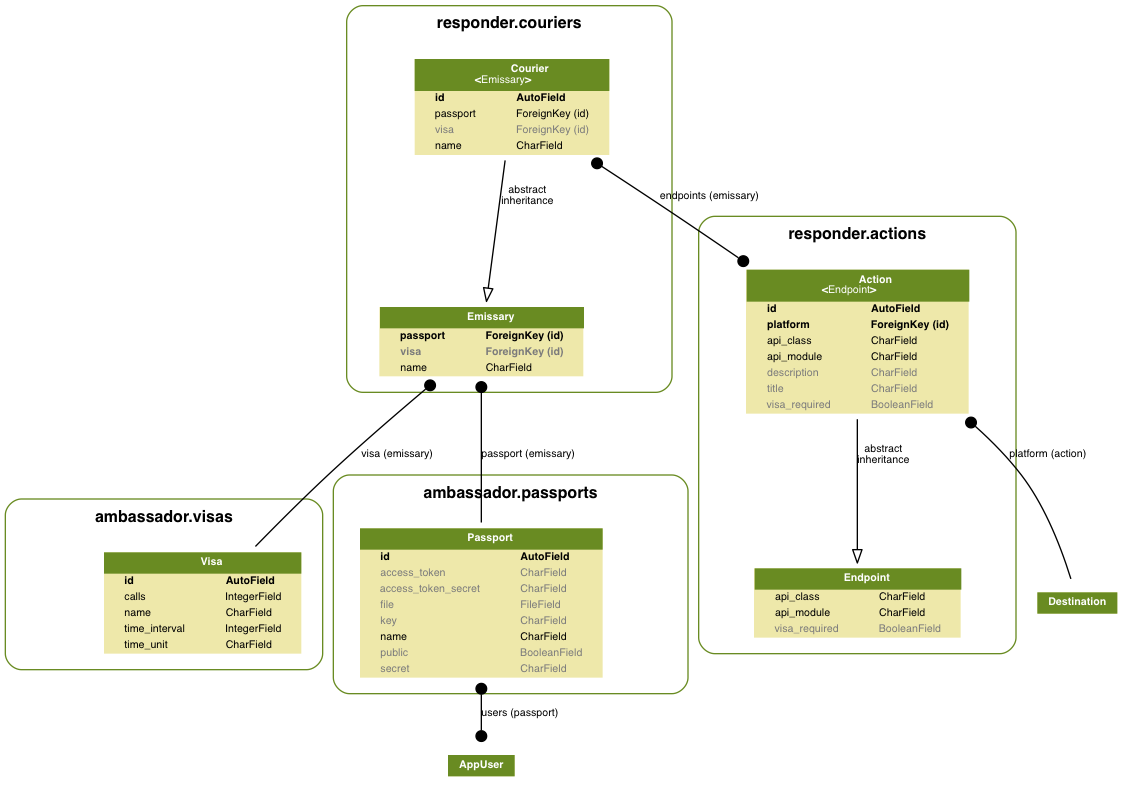 responder.couriers
Courier
<Emissary>
id AutoField
passport ForeignKey (id)
visa ForeignKey (id)
name CharField
abstract
inheritance
endpoints (emissary)
responder.actions
Action
<Endpoint>
id AutoField
platform ForeignKey (id)
api_class CharField
api_module CharField
description CharField
title CharField
visa_required BooleanField
Emissary
passport ForeignKey (id)
visa ForeignKey (id)
name CharField
visa (emissary)
passport (emissary)
abstract
inheritance
platform (action)
ambassador.visas
Visa
id AutoField
calls IntegerField
name CharField
time_interval IntegerField
time_unit CharField
ambassador.passports
Passport
id AutoField
access_token CharField
access_token_secret CharField
file FileField
key CharField
name CharField
public BooleanField
secret CharField
Endpoint
api_class CharField
api_module CharField
visa_required BooleanField
Destination
users (passport)
AppUser